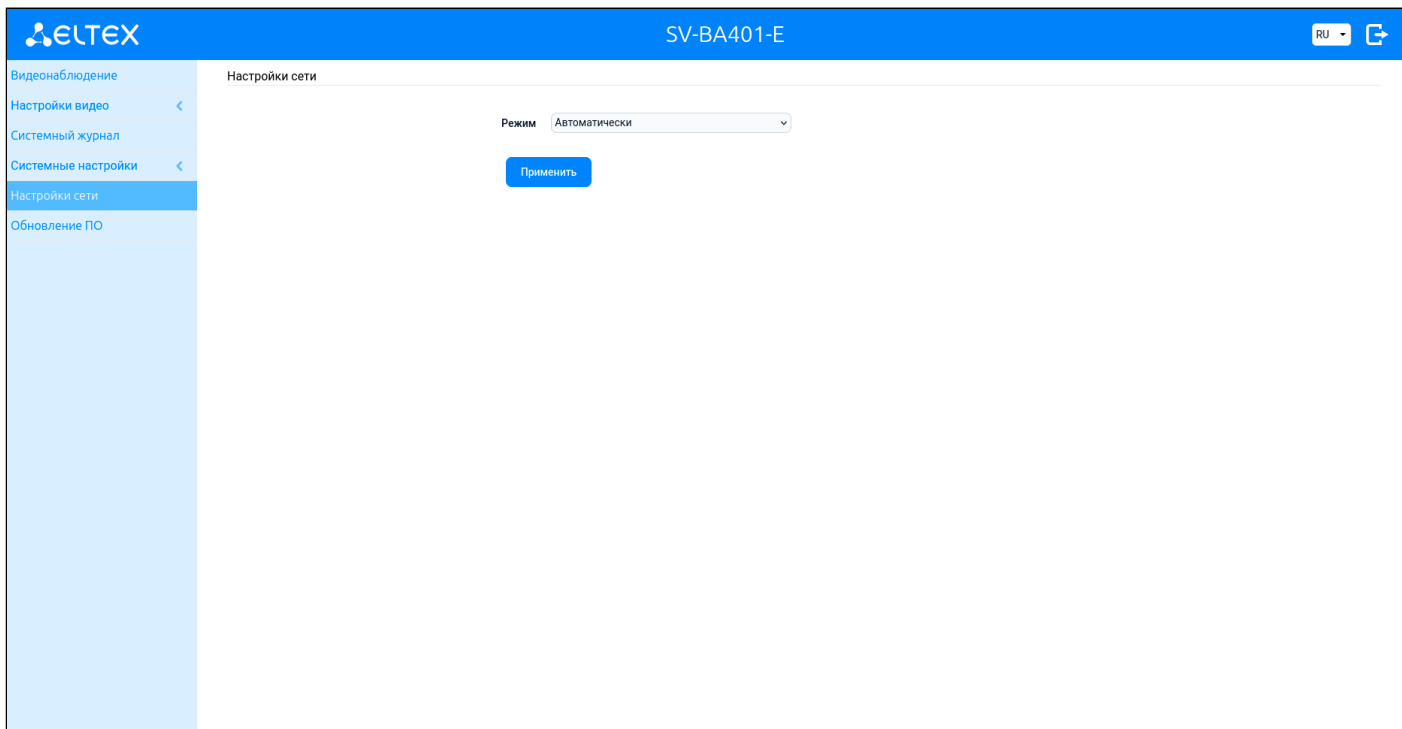 ELTEX
SV-BA401-E
RU
Видеонаблюдение
Настройки видео
Системный журнал
Системные настройки
Настройки сети
Обновление ПО
Настройки сети
Режим Автоматически
Применить